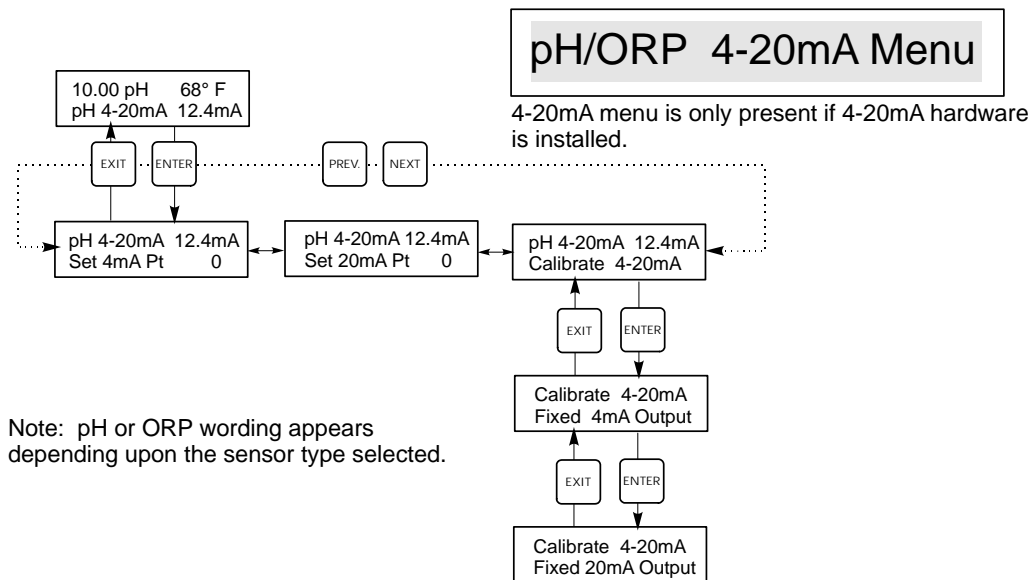 pH/ORP 4-20mA Menu
4-20mA menu is only present if 4-20mA hardware
is installed.
10.00 pH 68° F
pH 4-20mA 12.4mA
EXIT
ENTER
PREV.
NEXT
pH 4-20mA 12.4mA
Set 4mA Pt 0
pH 4-20mA 12.4mA
Set 20mA Pt 0
pH 4-20mA 12.4mA
Calibrate 4-20mA
EXIT
ENTER
Calibrate 4-20mA
Fixed 4mA Output
Note: pH or ORP wording appears
depending upon the sensor type selected.
EXIT
ENTER
Calibrate 4-20mA
Fixed 20mA Output